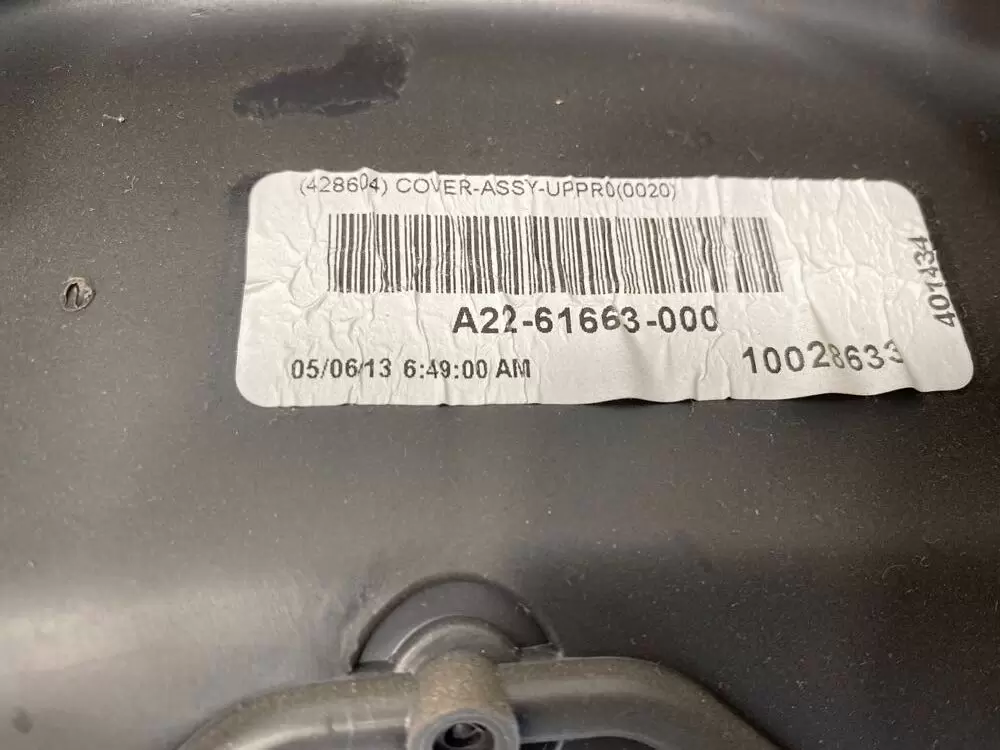 (428604) COVER-ASSY-UPPR0(0020)
A22-61663-000
05/06/13 6:49:00 AM
10028633
401434